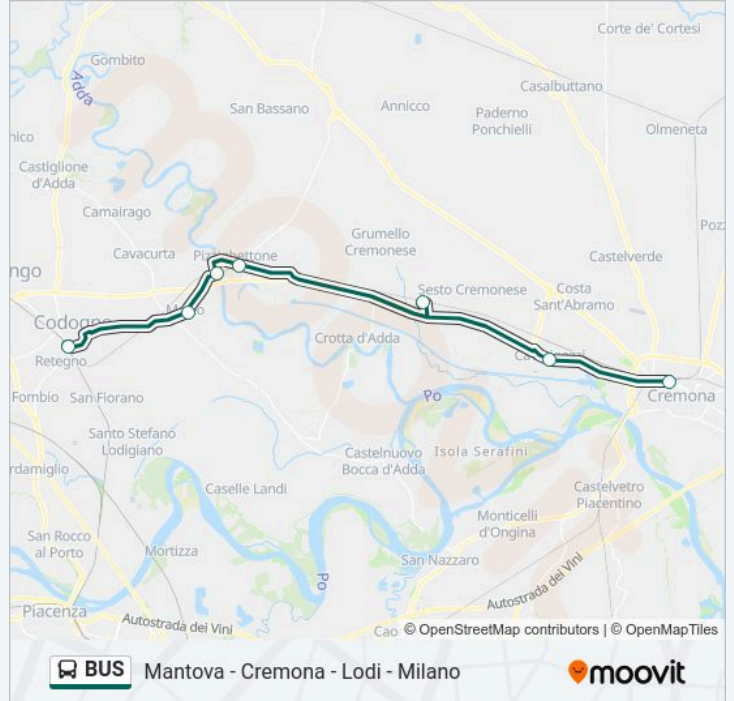 Corte de' Cortesi
Gombito
Casalbuttano
Adda
San Bassano
Annicco
Paderno
Ponchielli
Olmeneta
nico
Castiglione
d'Adda
Camairago
Grumello
Cremonese
Poz
Cavacurta
Castelverde
ngo
Sesto Cremonese
Costa
Sant'Abramo
Codogno
Crotta d'Adda
Retegno
Po
Cremona
Fombio
San Fiorano
Santo Stefano
Lodigiano
Isola Serafini
Castelnuovo
Bocca d'Adda
rdamiglio
Caselle Landi
Castelvetro
Piacentino
Monticelli
d'Ongina
San Rocco
al Porto
Mortizza
San Nazzaro
Po
Autostrada dei Vini
Piacenza
Autostrada dei Vini
Cao
© OpenStreetMap contributors | © OpenMapTiles
BUS
Mantova - Cremona - Lodi - Milano
moovit